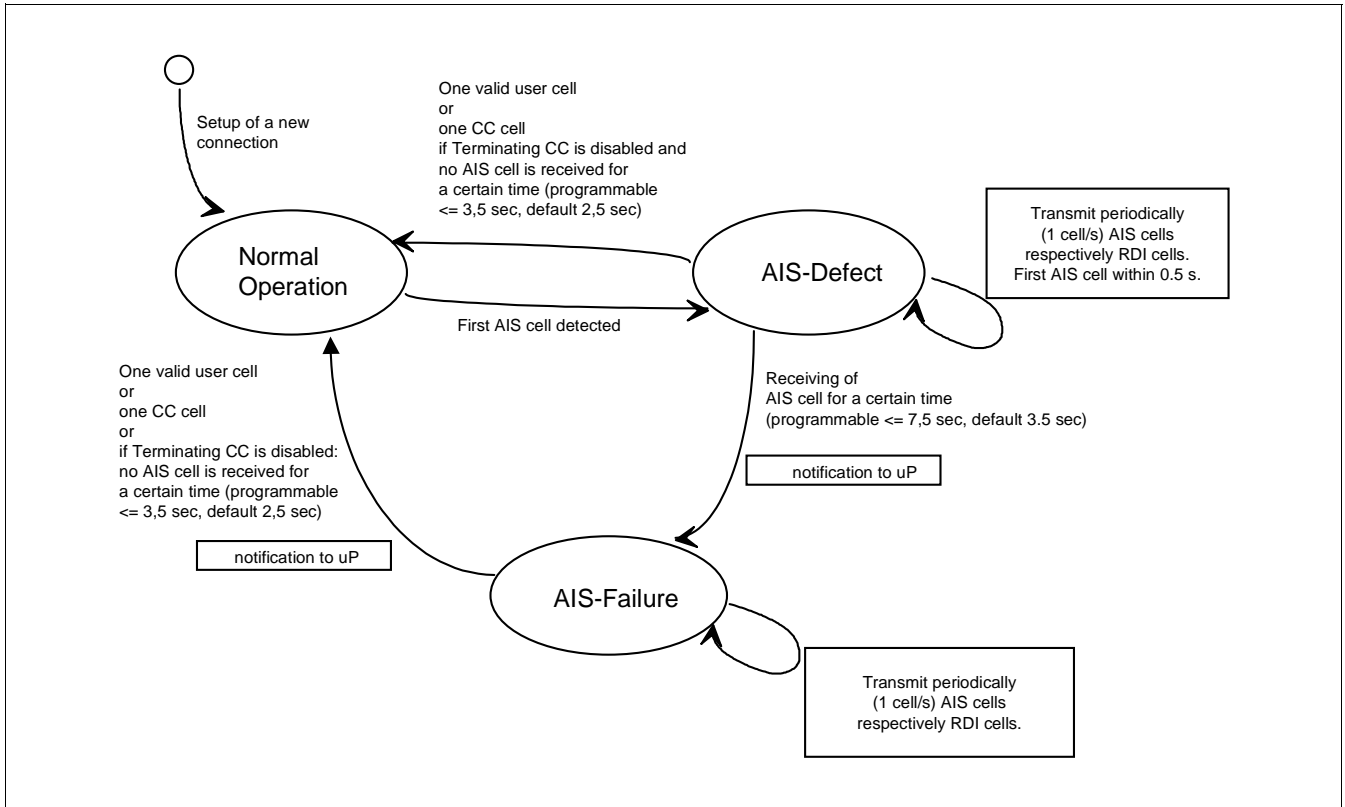 Setup of a new
connection
One valid user cell
or
one CC cell
if Terminating CC is disabled and
no AIS cell is received for
a certain time (programmable
<= 3,5 sec, default 2,5 sec)
Transmit periodically
(1 cell/s) AIS cells
respectively RDI cells.
First AIS cell within 0.5 s.
Normal
Operation
AIS-Defect
First AIS cell detected
One valid user cell
or
one CC cell
or
if Terminating CC is disabled:
no AIS cell is received for
a certain time (programmable
<= 3,5 sec, default 2,5 sec)
notification to uP
Receiving of
AIS cell for a certain time
(programmable <= 7,5 sec, default 3.5 sec)
notification to uP
AIS-Failure
Transmit periodically
(1 cell/s) AIS cells
respectively RDI cells.